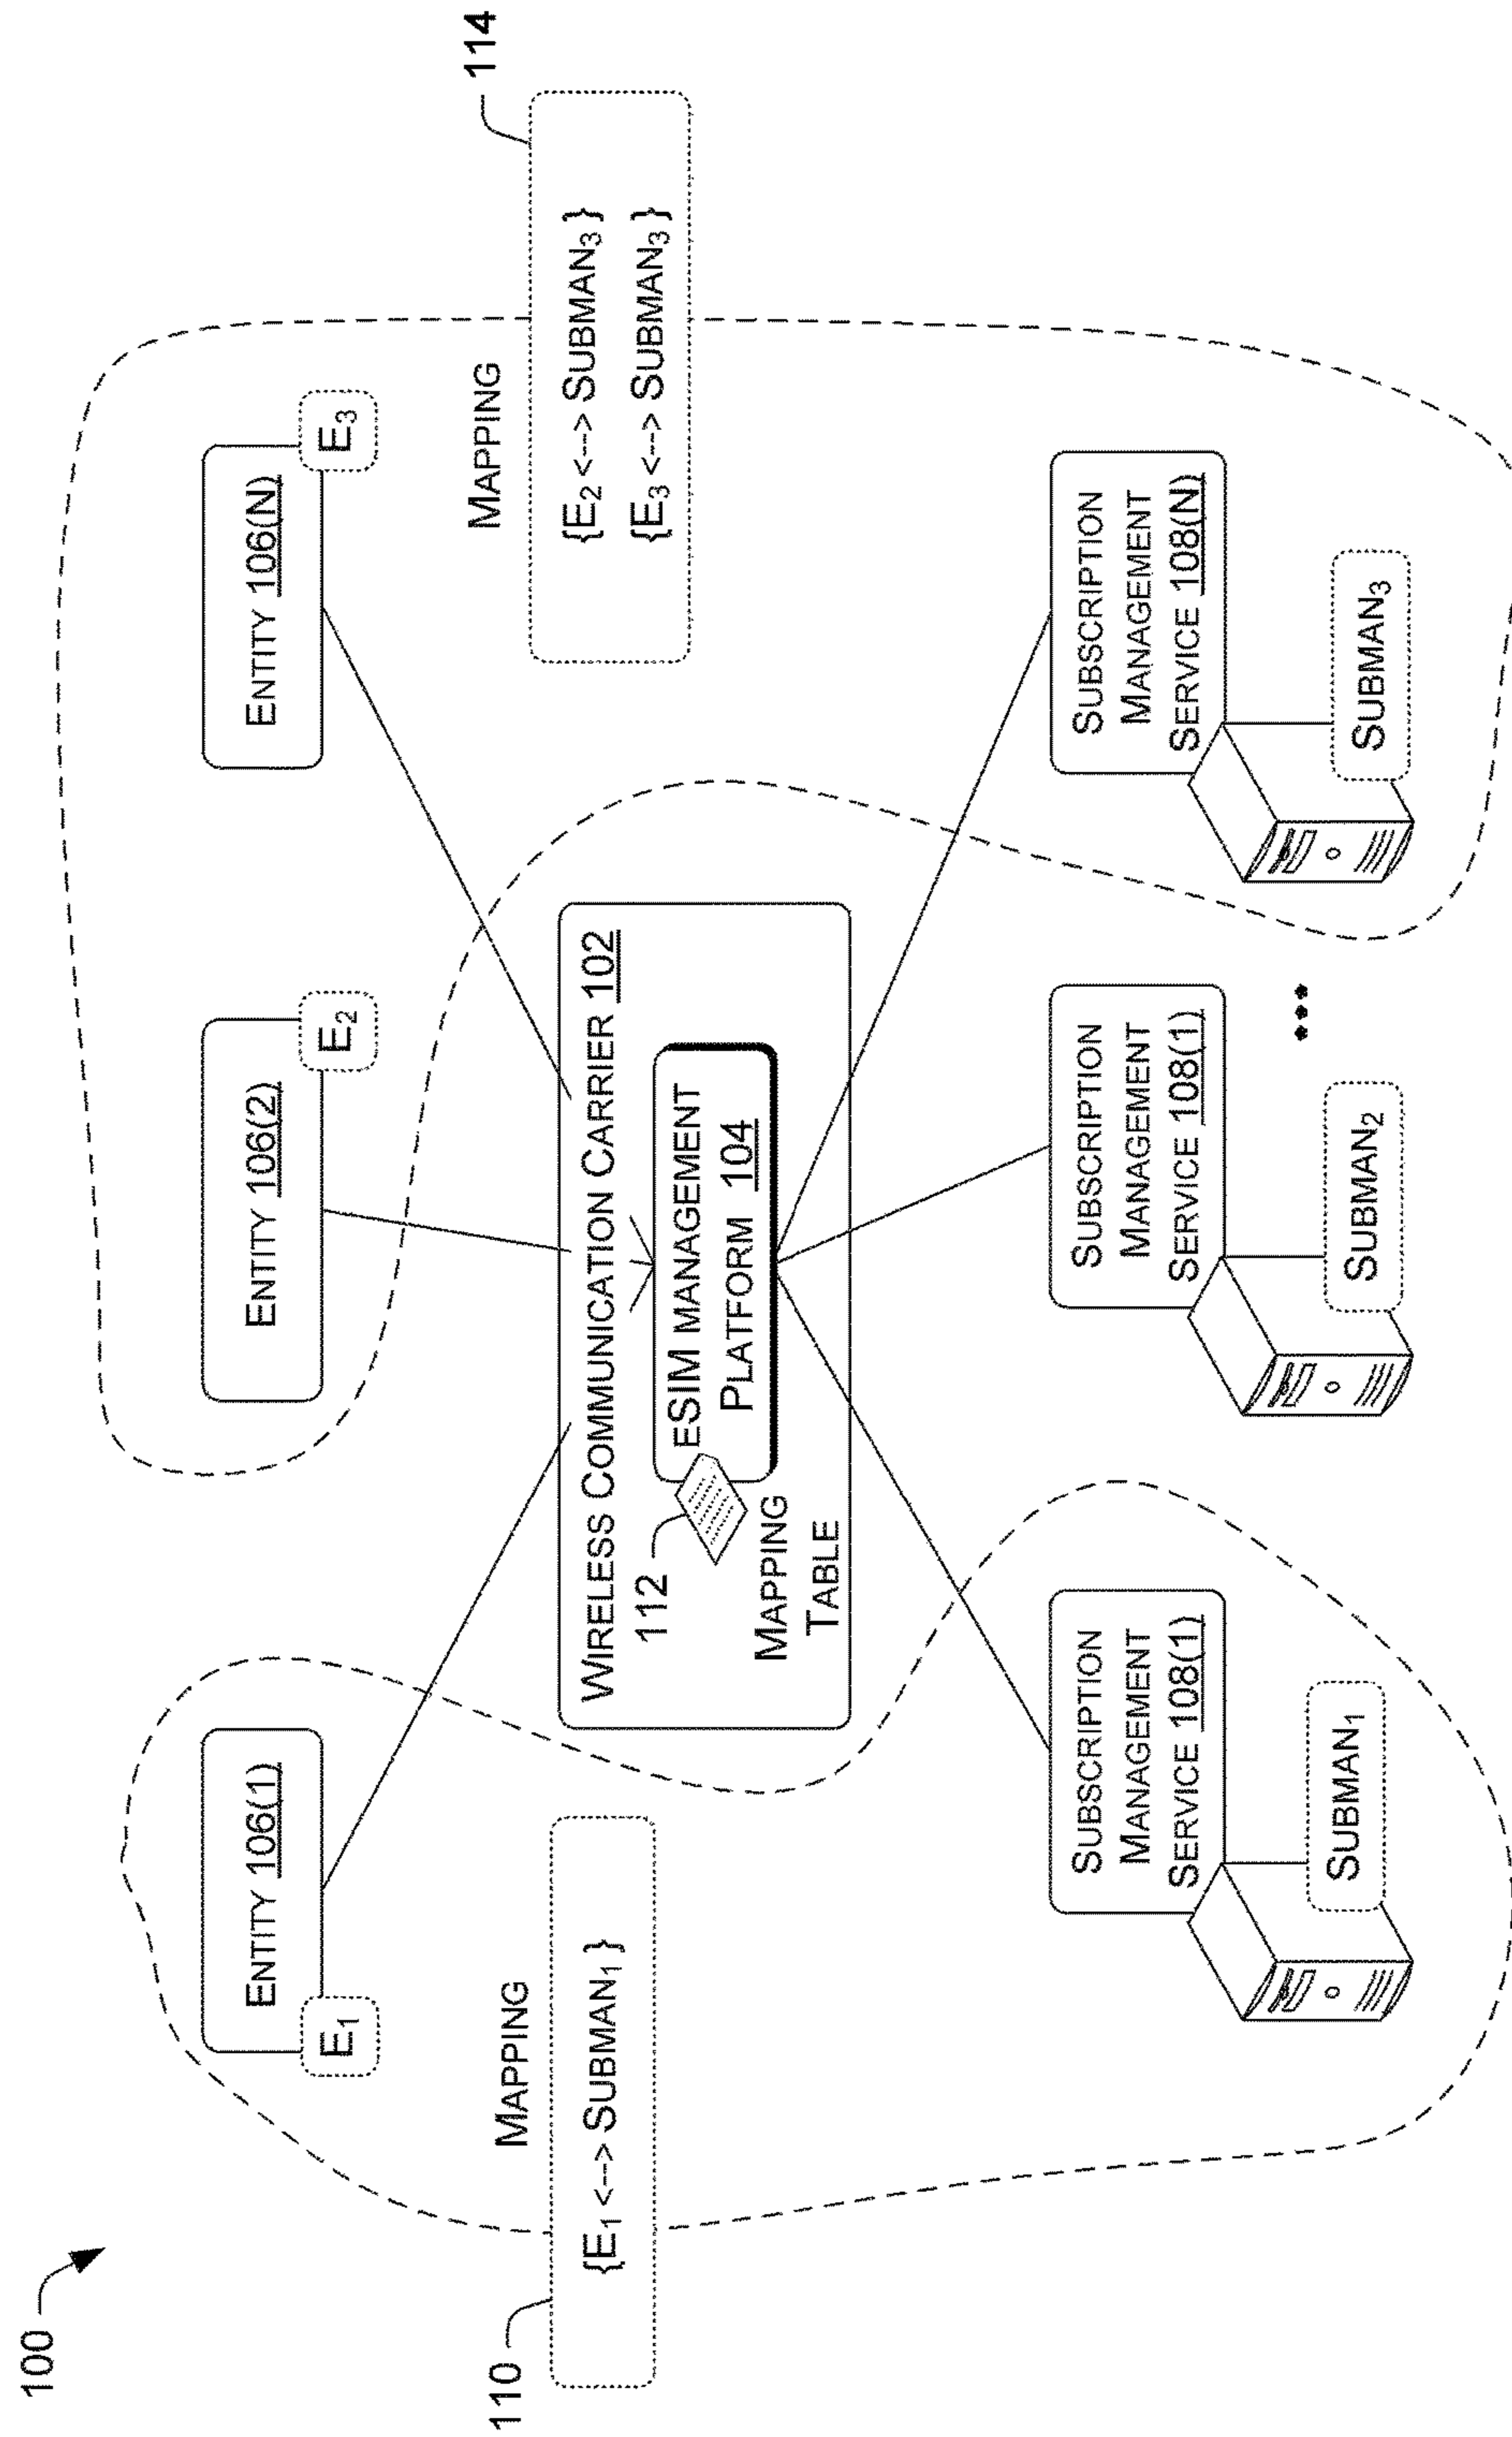 100
ENTITY 106(1)
E1
ENTITY 106(2)
E2
ENTITY 106(N)
E3
110
MAPPING
{E1 <--> SUBMAN1 }
WIRELESS COMMUNICATION CARRIER 102
112
ESIM MANAGEMENT
PLATFORM 104
MAPPING
TABLE
114
MAPPING
{E2 <--> SUBMAN3 }
{E3 <--> SUBMAN3 }
SUBSCRIPTION
MANAGEMENT
SERVICE 108(1)
SUBMAN1
SUBSCRIPTION
MANAGEMENT
SERVICE 108(1)
SUBMAN2
SUBSCRIPTION
MANAGEMENT
SERVICE 108(N)
SUBMAN3